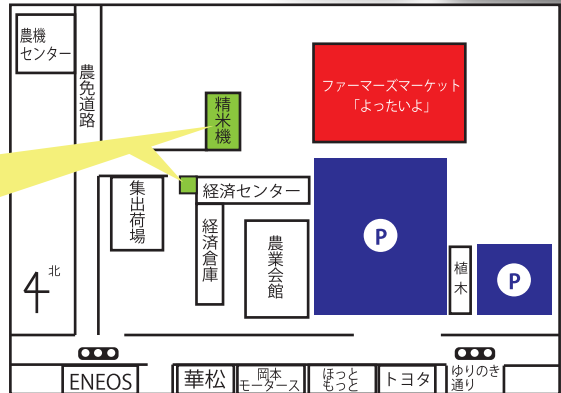 農機
センター
農免道路
精米機
ファーマーズマーケット
「よったいよ」
集出荷場
経済センター
経済倉庫
農業会館
P
植木
P
北
ENEOS
華松
岡本
モータース
ほっと
もっと
トヨタ
ゆりのき
通り